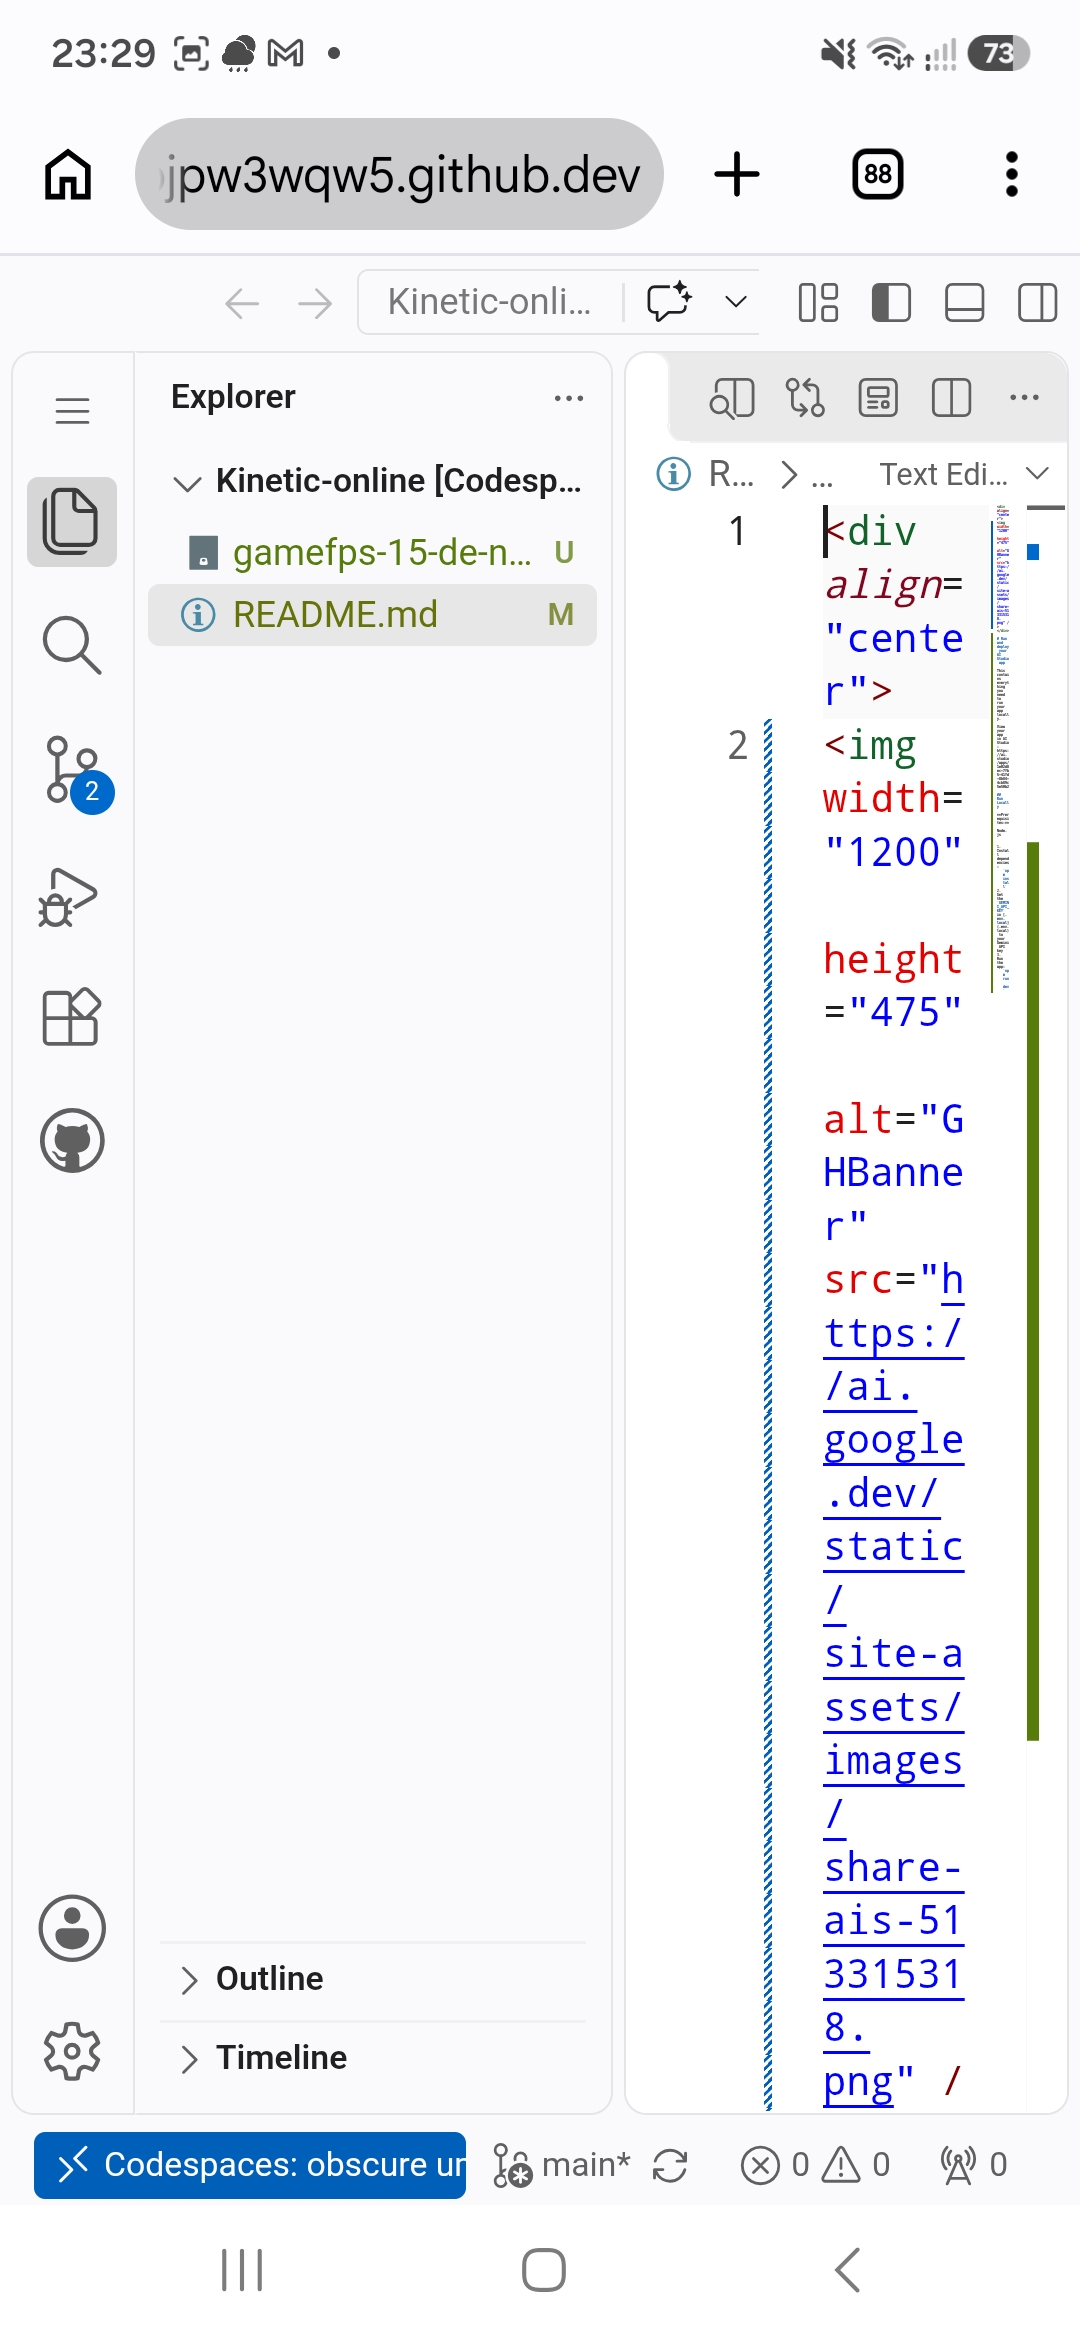 23:29
73
jpw3wqw5.github.dev
88
Kinetic-onli...
Explorer
Kinetic-online [Codesp...
gamefps-15-de-n... U
README.md M
2
Outline
Timeline
R... > ... Text Edi...
1 <div
align=
"cente
r">
2 <img
width=
"1200"
height
="475"
alt="G
HBanne
r"
src="h
ttps:/
/ai.
google
.dev/
static
/
site-a
ssets/
images
/
share-
ais-51
331531
8.
png" /
Codespaces: obscure ur
main*
0
0
0